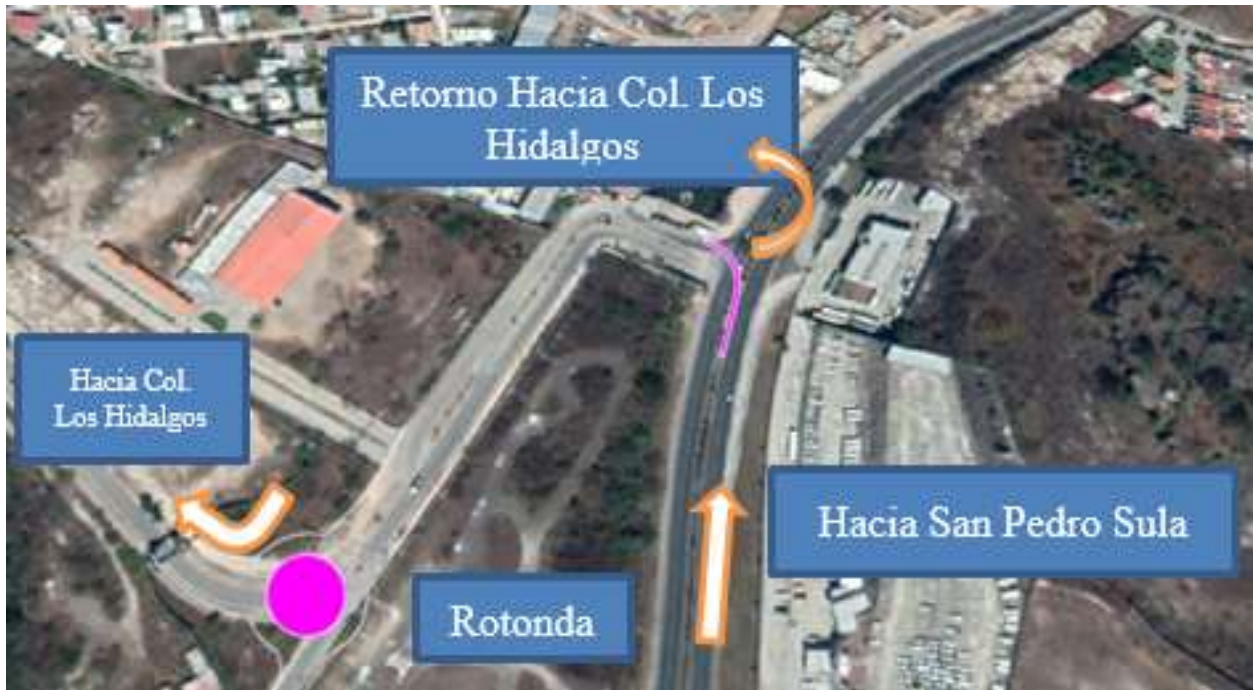 Retorno Hacia Col. Los
Hidalgos
Hacia Col.
Los Hidalgos
Hacia San Pedro Sula
Rotonda